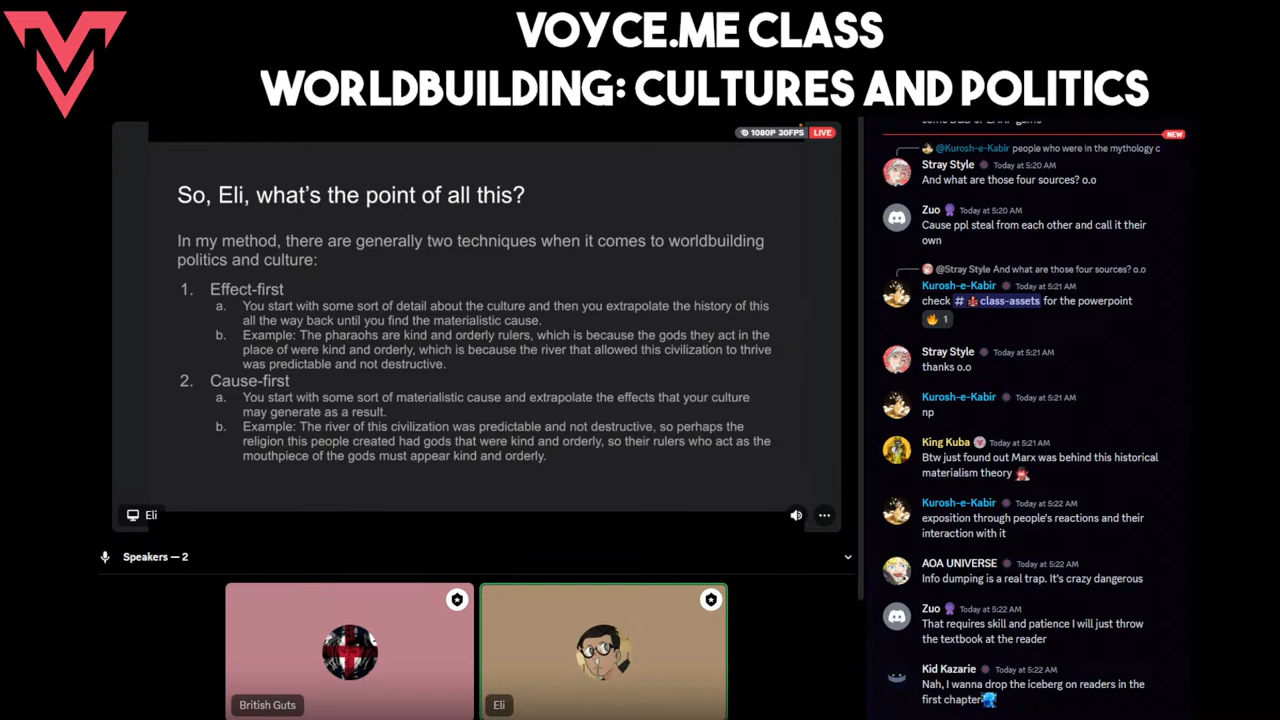 VOYCE.ME CLASS
WORLDBUILDING: CULTURES AND POLITICS
1080P 30FPS LIVE
So, Eli, what's the point of all this?
In my method, there are generally two techniques when it comes to worldbuilding
politics and culture:
1. Effect-first
a. You start with some sort of detail about the culture and then you extrapolate the history of this
all the way back until you find the materialistic cause.
b. Example: The pharaohs are kind and orderly rulers, which is because the gods they act in the
place of were kind and orderly, which is because the river that allowed this civilization to thrive
was predictable and not destructive.
2. Cause-first
a. You start with some sort of materialistic cause and extrapolate the effects that your culture
may generate as a result.
b. Example: The river of this civilization was predictable and not destructive, so perhaps the
religion this people created had gods that were kind and orderly, so their rulers who act as the
mouthpiece of the gods must appear kind and orderly.
Eli
Speakers — 2
British Guts
Eli
NEW
@Kurosh-e-Kabir people who were in the mythology c
Stray Style Today at 5:20 AM
And what are those four sources? o.o
Zuo Today at 5:20 AM
Cause ppl steal from each other and call it their
own
@Stray Style And what are those four sources? o.o
Kurosh-e-Kabir Today at 5:21 AM
check # class-assets for the powerpoint
1
Stray Style Today at 5:21 AM
thanks o.o
Kurosh-e-Kabir Today at 5:21 AM
np
King Kuba Today at 5:21 AM
Btw just found out Marx was behind this historical
materialism theory
Kurosh-e-Kabir Today at 5:22 AM
exposition through people's reactions and their
interaction with it
AOA UNIVERSE Today at 5:22 AM
Info dumping is a real trap. It's crazy dangerous
Zuo Today at 5:22 AM
That requires skill and patience I will just throw
the textbook at the reader
Kid Kazarie Today at 5:22 AM
Nah, I wanna drop the iceberg on readers in the
first chapter